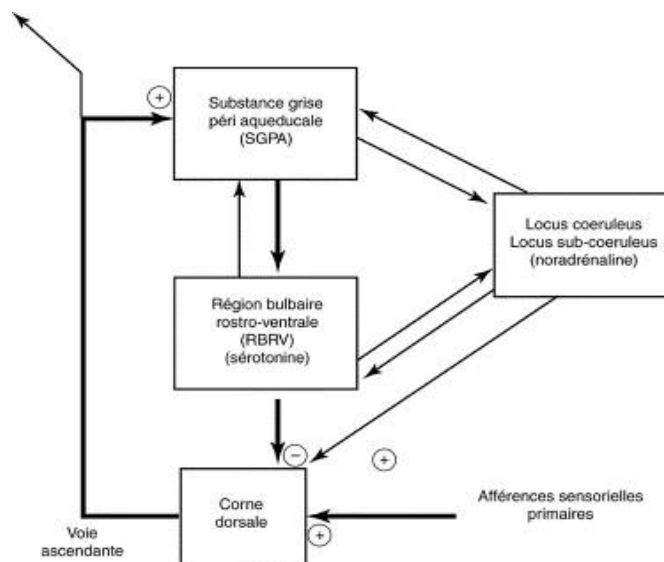 +
Substance grise
péri aqueducale
(SGPA)
Locus coeruleus
Locus sub-coeruleus
(noradrénaline)
Région bulbaire
rostro-ventrale
(RBRV)
(sérotonine)
−
+
Corne
dorsale
+
Afférences sensorielles
primaires
Voie
ascendante